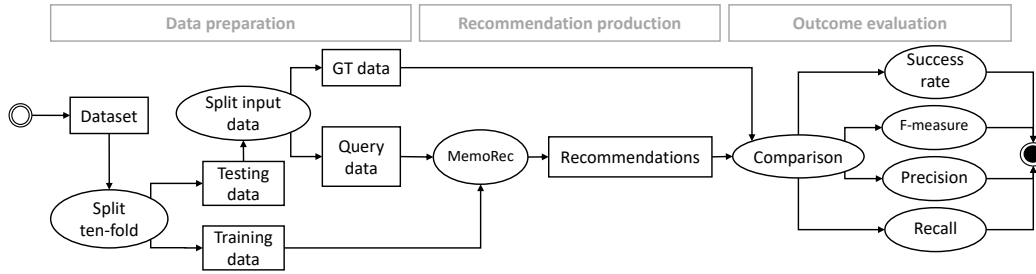 Data preparation
Recommendation production
Outcome evaluation
Dataset
Split
ten-fold
Split input
data
Testing
data
Training
data
GT data
Query
data
MemoRec
Recommendations
Comparison
Success
rate
F-measure
Precision
Recall